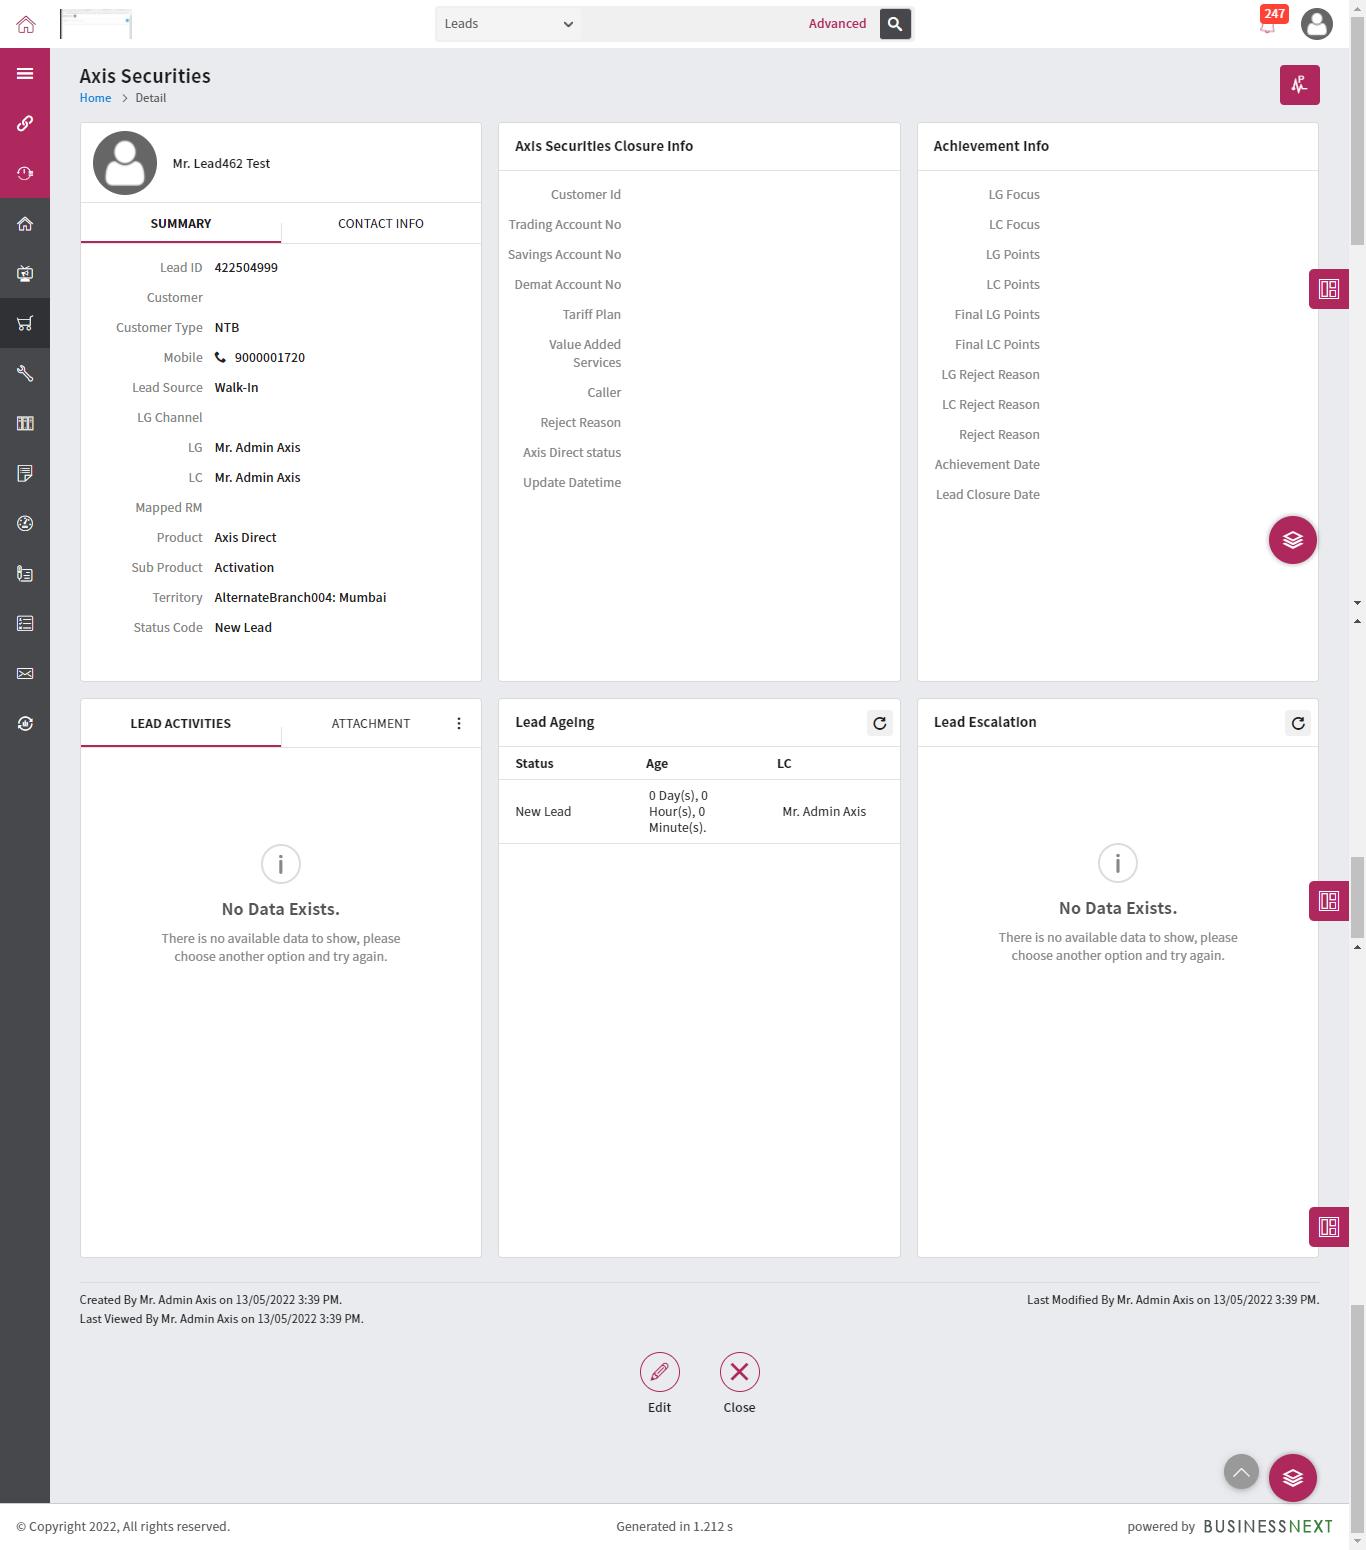 Leads
Advanced
247
Axis Securities
Home > Detail
Mr. Lead462 Test
SUMMARY
CONTACT INFO
Lead ID 422504999
Customer
Customer Type NTB
Mobile 9000001720
Lead Source Walk-In
LG Channel
LG Mr. Admin Axis
LC Mr. Admin Axis
Mapped RM
Product Axis Direct
Sub Product Activation
Territory AlternateBranch004: Mumbai
Status Code New Lead
Axis Securities Closure Info
Customer Id
Trading Account No
Savings Account No
Demat Account No
Tariff Plan
Value Added
Services
Caller
Reject Reason
Axis Direct status
Update Datetime
Achievement Info
LG Focus
LC Focus
LG Points
LC Points
Final LG Points
Final LC Points
LG Reject Reason
LC Reject Reason
Reject Reason
Achievement Date
Lead Closure Date
LEAD ACTIVITIES
ATTACHMENT
No Data Exists.
There is no available data to show, please
choose another option and try again.
Lead Ageing
Status Age LC
New Lead
0 Day(s), 0
Hour(s), 0
Minute(s).
Mr. Admin Axis
Lead Escalation
No Data Exists.
There is no available data to show, please
choose another option and try again.
Created By Mr. Admin Axis on 13/05/2022 3:39 PM.
Last Modified By Mr. Admin Axis on 13/05/2022 3:39 PM.
Last Viewed By Mr. Admin Axis on 13/05/2022 3:39 PM.
Edit
Close
© Copyright 2022, All rights reserved.
Generated in 1.212 s
powered by BUSINESSNEXT